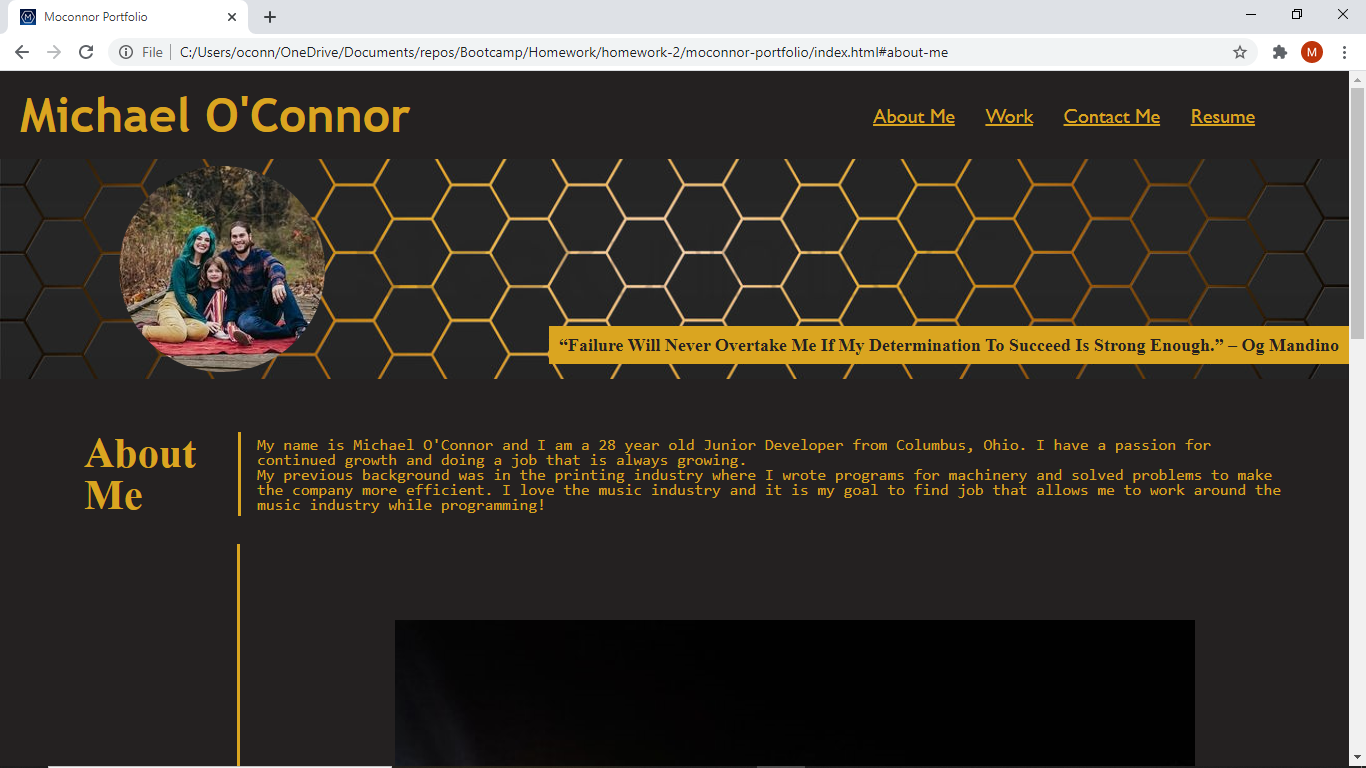 Moconnor Portfolio
File
C:/Users/oconn/OneDrive/Documents/repos/Bootcamp/Homework/homework-2/moconnor-portfolio/index.html#about-me
M
Michael O'Connor
About Me
Work
Contact Me
Resume
“Failure Will Never Overtake Me If My Determination To Succeed Is Strong Enough.” – Og Mandino
About
Me
My name is Michael O'Connor and I am a 28 year old Junior Developer from Columbus, Ohio. I have a passion for
continued growth and doing a job that is always growing.
My previous background was in the printing industry where I wrote programs for machinery and solved problems to make
the company more efficient. I love the music industry and it is my goal to find job that allows me to work around the
music industry while programming!